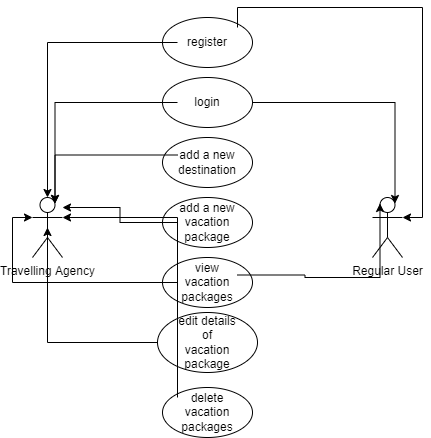 register
login
add a new
destination
add a new
vacation
package
view
vacation
packages
Travelling Agency
Regular User
edit details
of
vacation
package
delete
vacation
packages